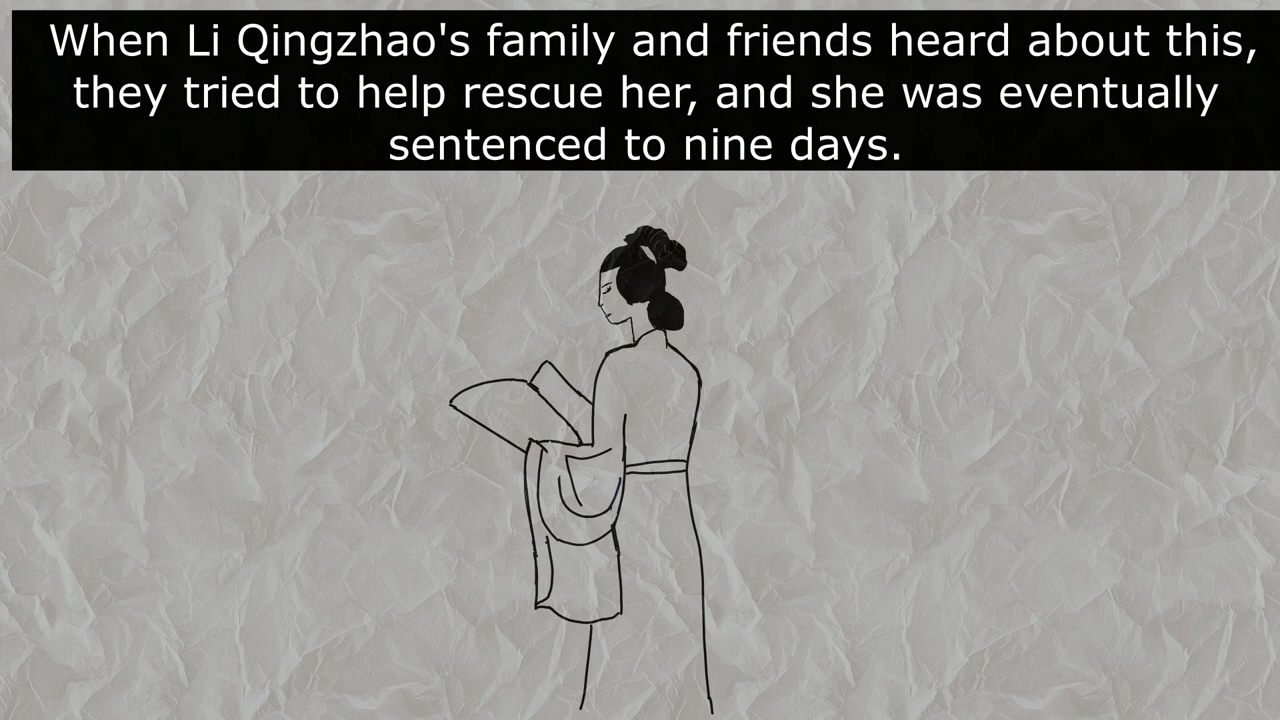 When Li Qingzhao's family and friends heard about this,
they tried to help rescue her, and she was eventually
sentenced to nine days.